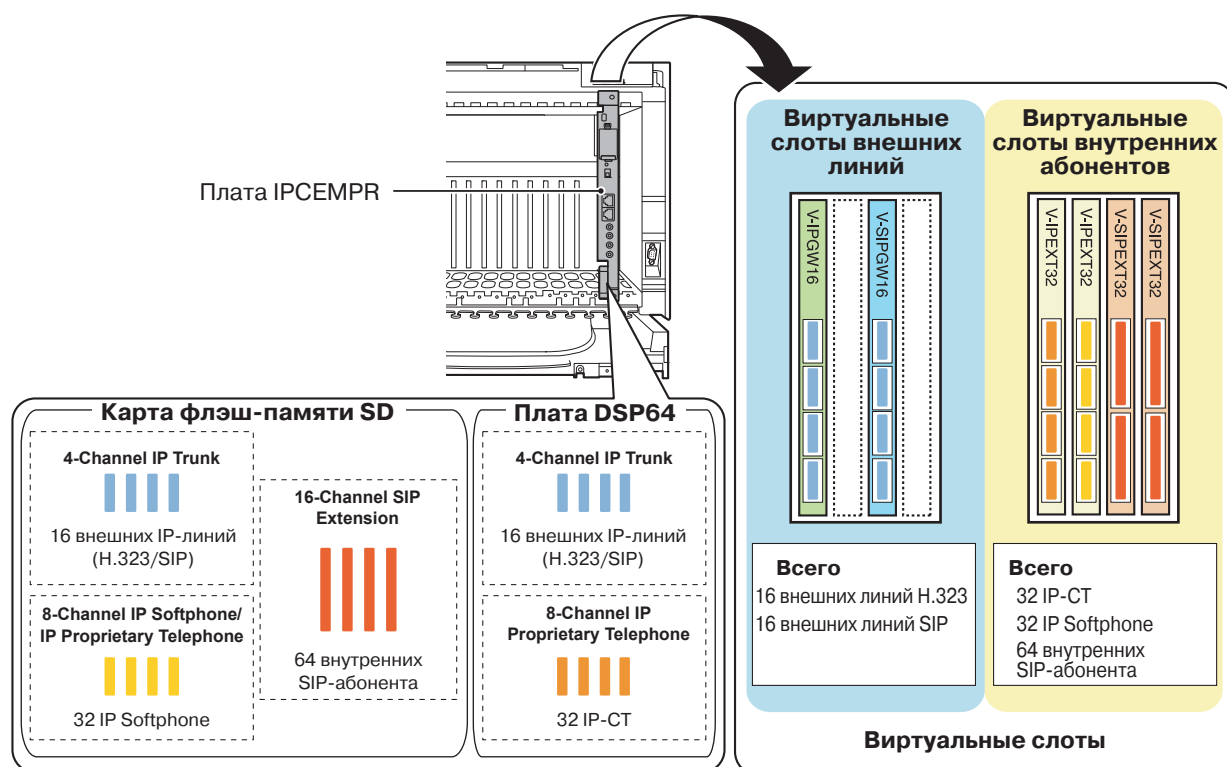 Плата IPCEMPR
Карта флэш-памяти SD
4-Channel IP Trunk
16 внешних IP-линий
(H.323/SIP)
8-Channel IP Softphone/
IP Proprietary Telephone
32 IP Softphone
16-Channel SIP
Extension
64 внутренних
SIP-абонента
Плата DSP64
4-Channel IP Trunk
16 внешних IP-линий
(H.323/SIP)
8-Channel IP
Proprietary Telephone
32 IP-CT
Виртуальные
слоты внешних
линий
V-IPGW16
V-SIPGW16
Всего
16 внешних линий H.323
16 внешних линий SIP
Виртуальные
слоты внутренних
абонентов
V-IPEXT32
V-IPEXT32
V-SIPEXT32
V-SIPEXT32
Всего
32 IP-CT
32 IP Softphone
64 внутренних
SIP-абонента
Виртуальные слоты